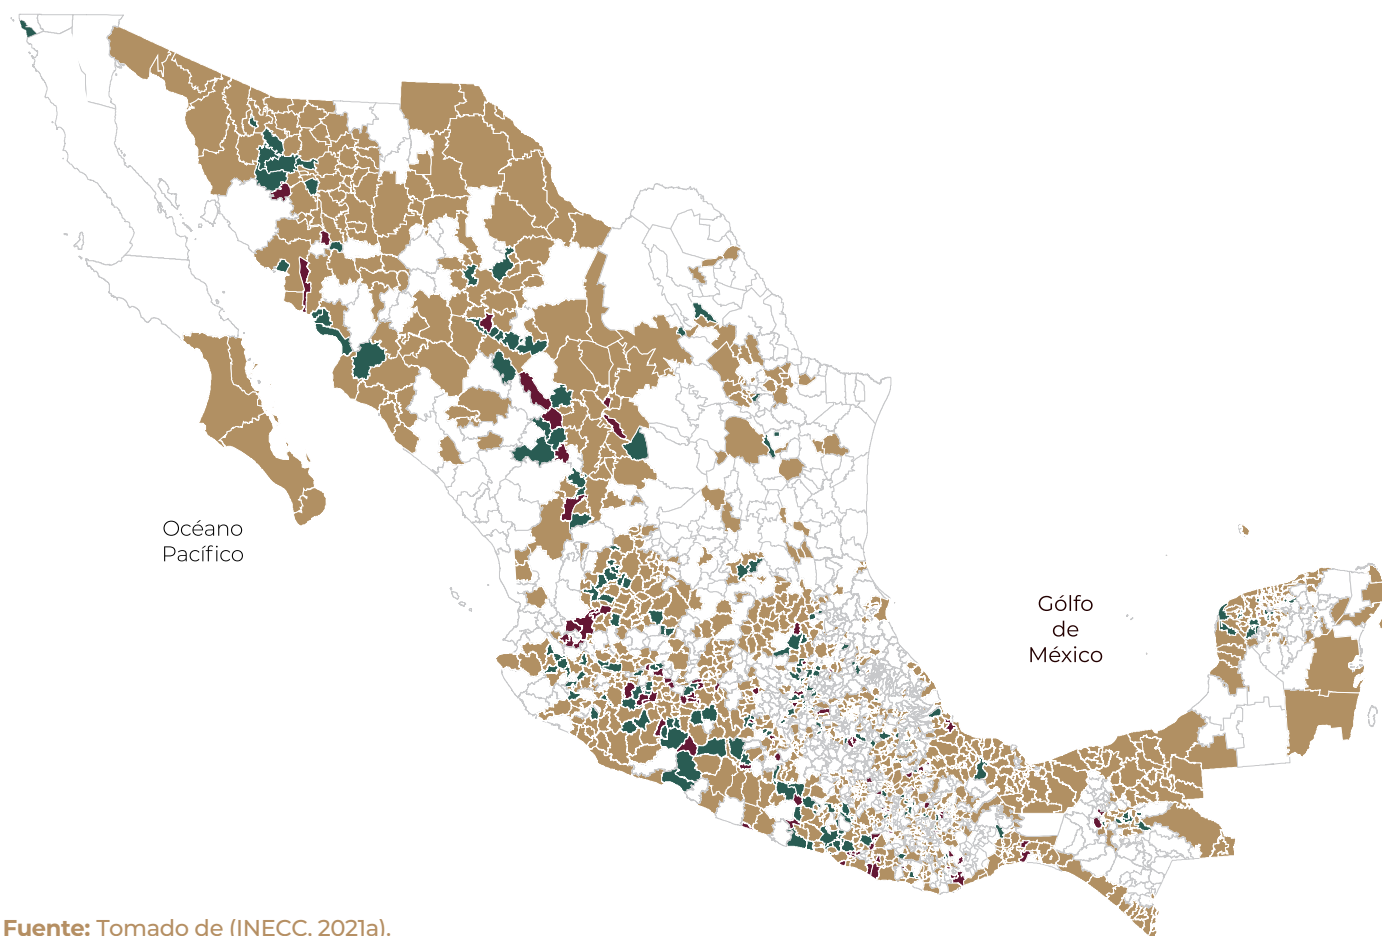 Océano
Pacífico
Gólfo
de
México
Fuente: Tomado de (INECC, 2021a).